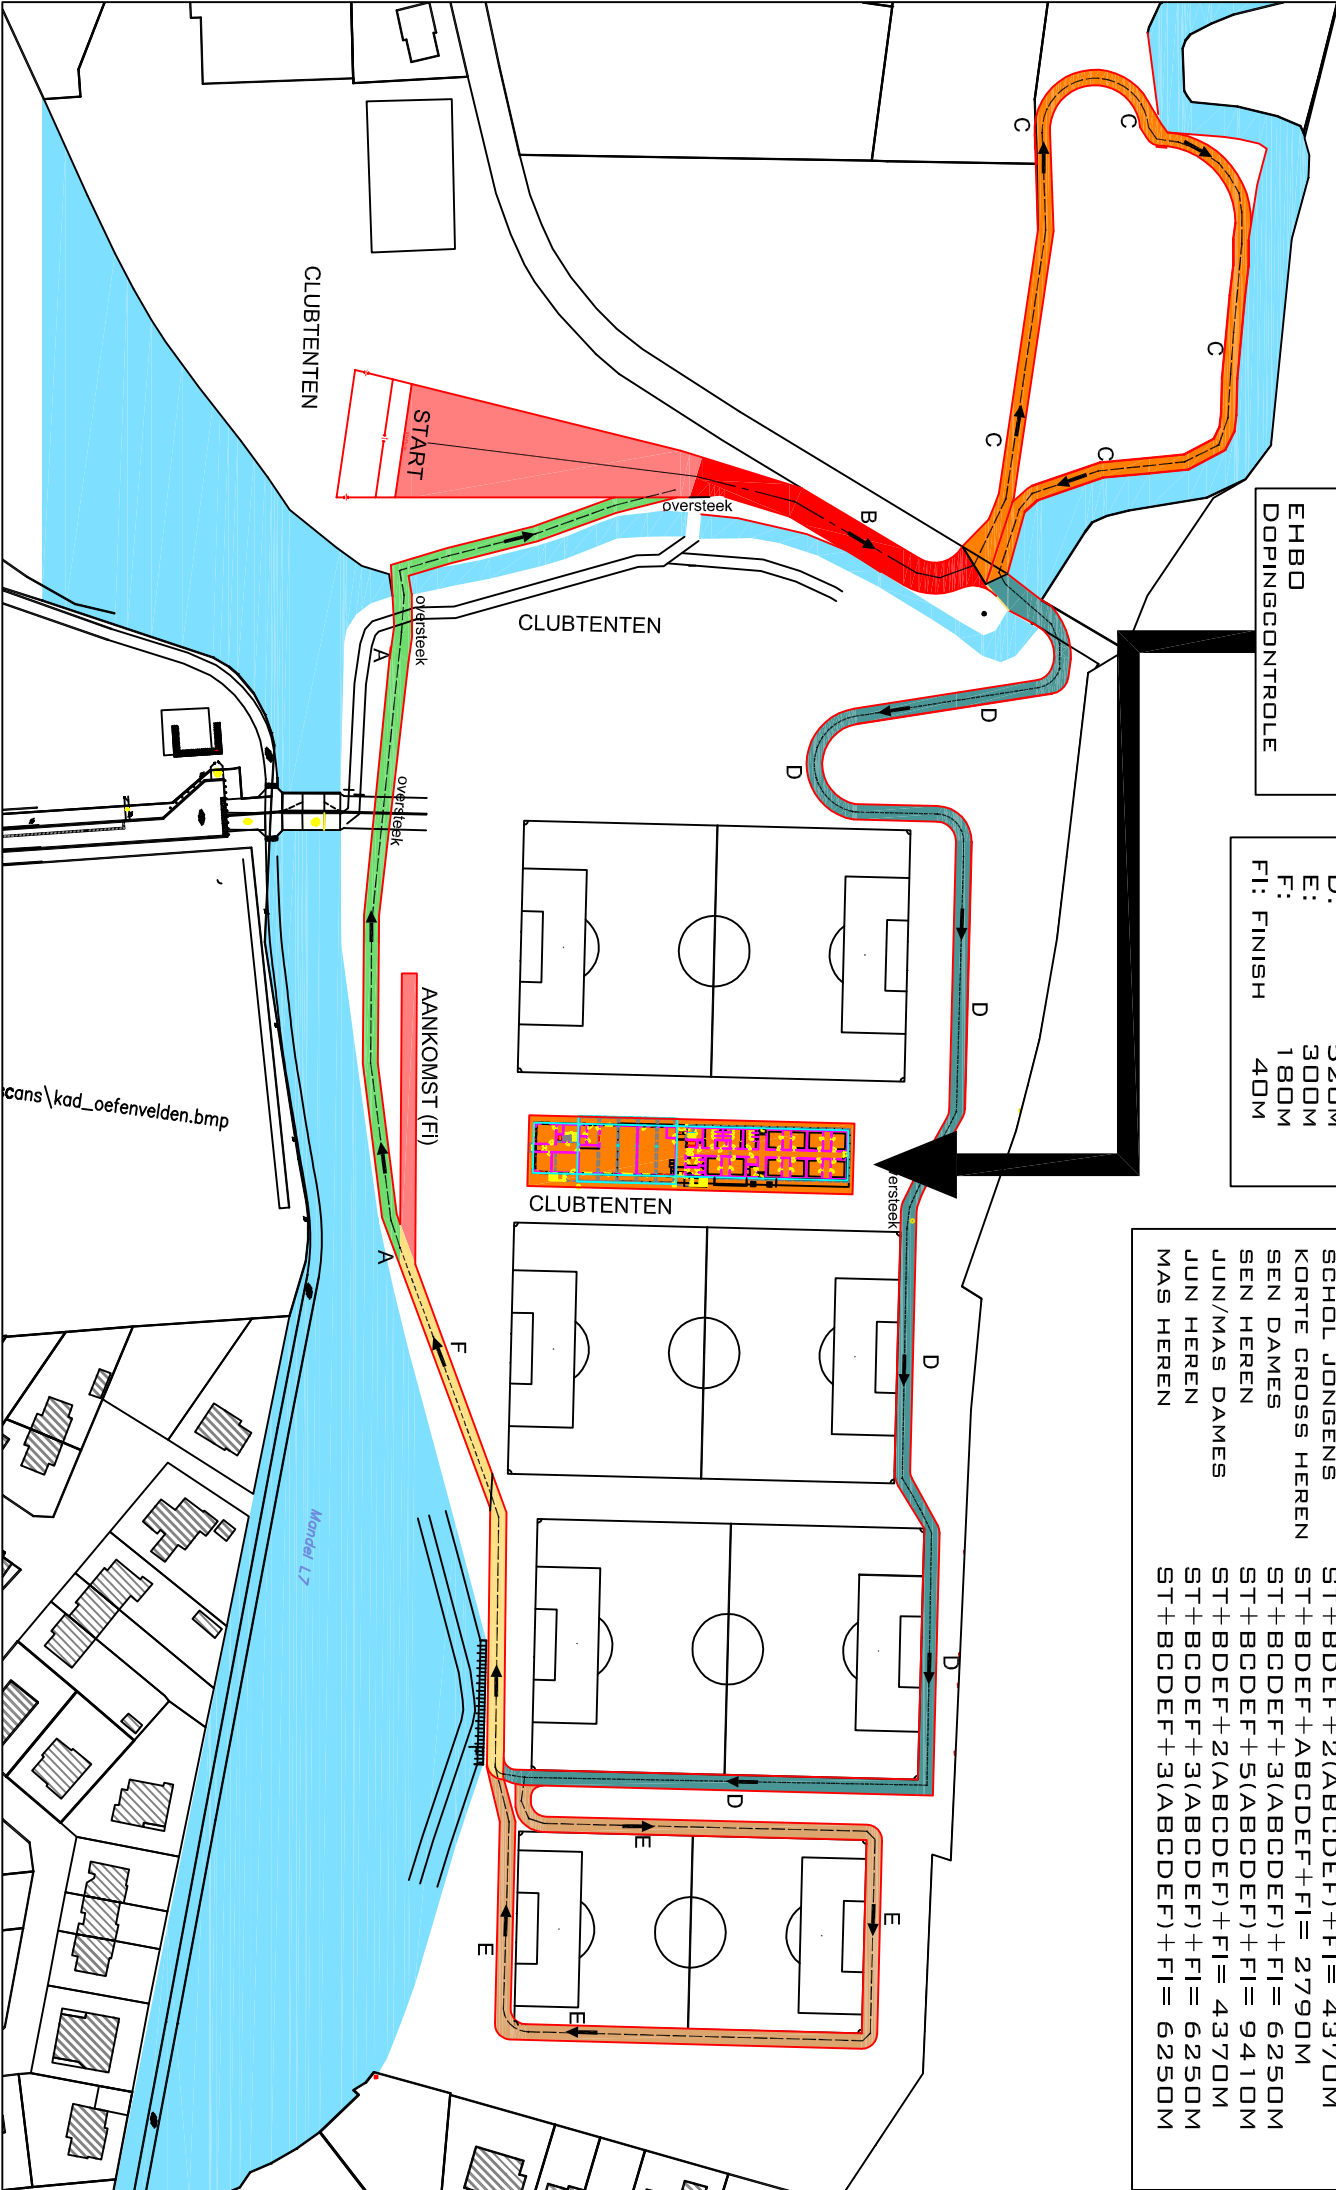 EHBO
DOPINGCONTROLE
E: 300M
F: 180M
FI: FINISH 40M
SCHOL JONGENS ST+BDEF+2(ABCDEF)+FI= 4370M
KORTE CROSS HEREN ST+BDEF+ABCDEF+FI= 2790M
SEN DAMES ST+BCDEF+3(ABCDEF)+FI= 6250M
SEN HEREN ST+BCDEF+5(ABCDEF)+FI= 9410M
JUN/MAS DAMES ST+BDEF+2(ABCDEF)+FI= 4370M
JUN HEREN ST+BCDEF+3(ABCDEF)+FI= 6250M
MAS HEREN ST+BCDEF+3(ABCDEF)+FI= 6250M
C
C
C
C
C
B
D
D
D
D
D
D
E
E
E
E
F
A
A
oversteek
oversteek
oversteek
CLUBTENTEN
CLUBTENTEN
CLUBTENTEN
START
AANKOMST (Fi)
cans\kad_oefenvelden.bmp
Mandel L7